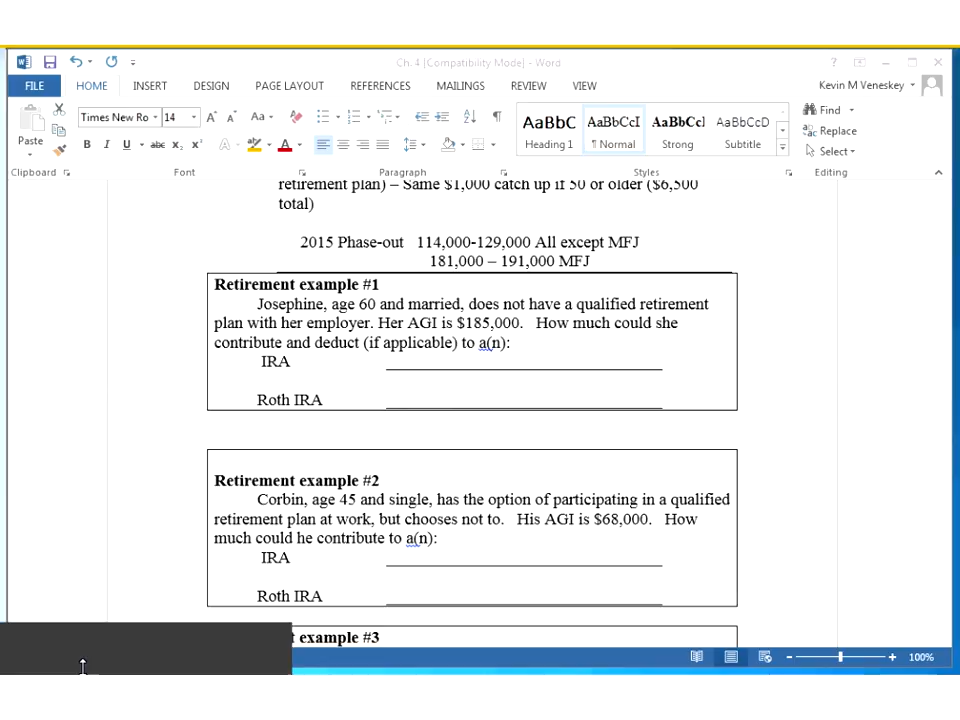 Ch. 4 [Compatibility Mode] - Word
FILE HOME INSERT DESIGN PAGE LAYOUT REFERENCES MAILINGS REVIEW VIEW Kevin M Veneskey
Times New Ro 14 Aa
AaBbC AaBbCcI AaBbCcI AaBbCcD
Find
Replace
Select
Paste
B I U abc x₂ x² A A
Heading 1 ¶ Normal Strong Subtitle
Clipboard Font Paragraph Styles Editing
retirement plan) – Same $1,000 catch up if 50 or older ($6,500
total)
2015 Phase-out 114,000-129,000 All except MFJ
181,000 – 191,000 MFJ
Retirement example #1
Josephine, age 60 and married, does not have a qualified retirement
plan with her employer. Her AGI is $185,000. How much could she
contribute and deduct (if applicable) to a(n):
IRA
Roth IRA
Retirement example #2
Corbin, age 45 and single, has the option of participating in a qualified
retirement plan at work, but chooses not to. His AGI is $68,000. How
much could he contribute to a(n):
IRA
Roth IRA
t example #3
100%